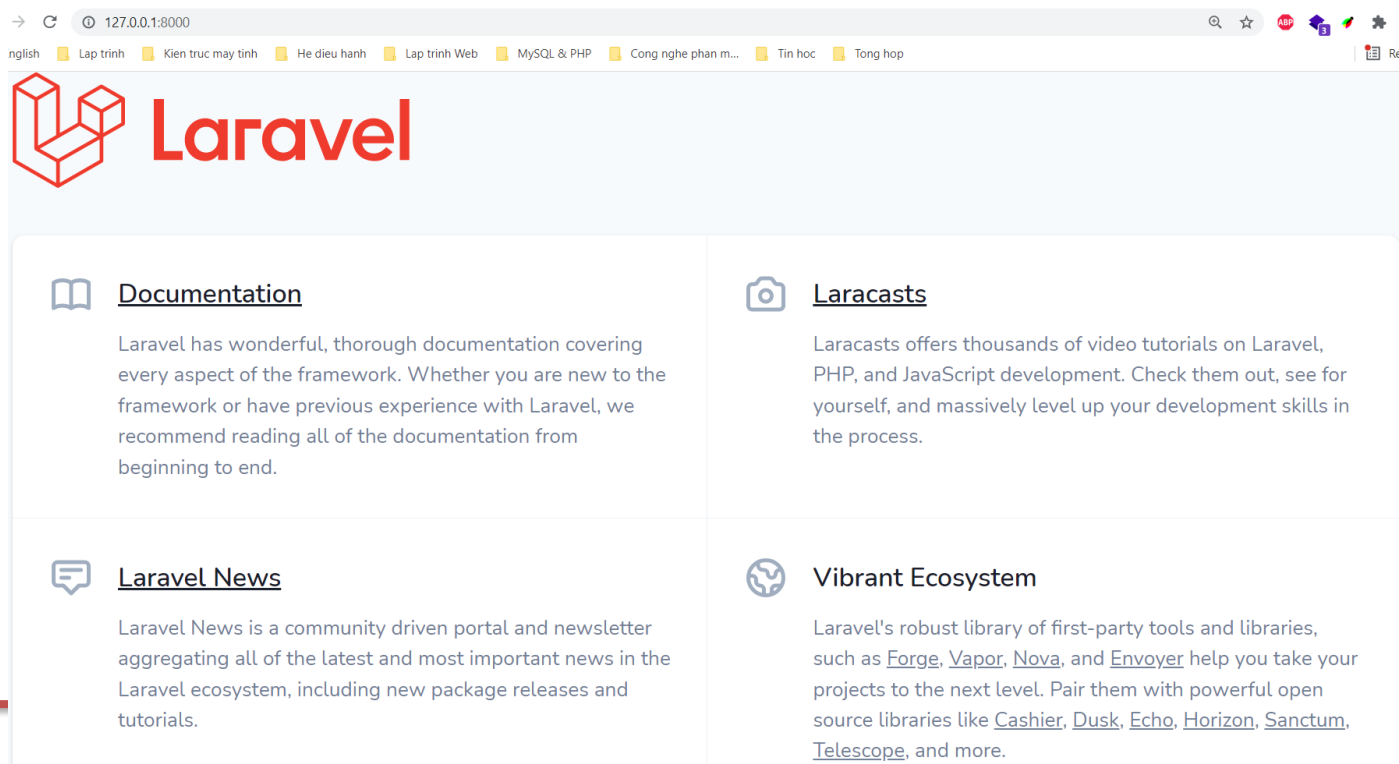 127.0.0.1:8000
ABP
3
nglish Lap trinh Kien truc may tinh He dieu hanh Lap trinh Web MySQL & PHP Cong nghe phan m... Tin hoc Tong hop Re
Laravel
Documentation
Laravel has wonderful, thorough documentation covering
every aspect of the framework. Whether you are new to the
framework or have previous experience with Laravel, we
recommend reading all of the documentation from
beginning to end.
Laracasts
Laracasts offers thousands of video tutorials on Laravel,
PHP, and JavaScript development. Check them out, see for
yourself, and massively level up your development skills in
the process.
Laravel News
Laravel News is a community driven portal and newsletter
aggregating all of the latest and most important news in the
Laravel ecosystem, including new package releases and
tutorials.
Vibrant Ecosystem
Laravel's robust library of first-party tools and libraries,
such as Forge, Vapor, Nova, and Envoyer help you take your
projects to the next level. Pair them with powerful open
source libraries like Cashier, Dusk, Echo, Horizon, Sanctum,
Telescope, and more.